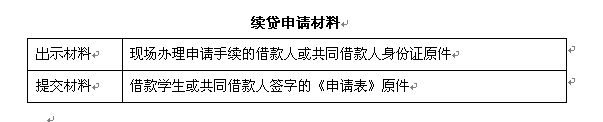 续贷申请材料
出示材料 现场办理申请手续的借款人或共同借款人身份证原件
提交材料 借款学生或共同借款人签字的《申请表》原件